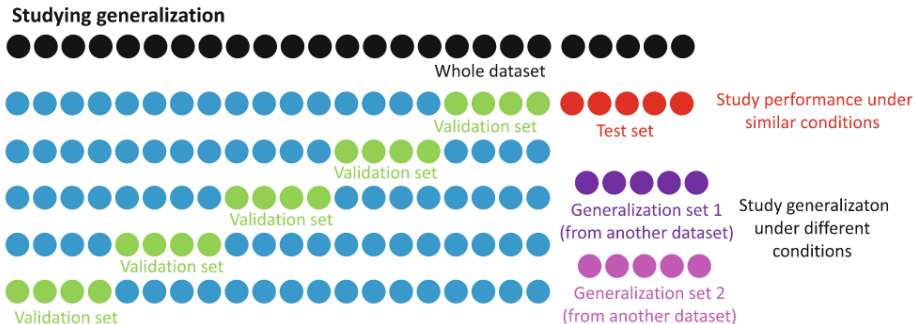 Studying generalization
Whole dataset
Validation set
Test set
Study performance under
similar conditions
Validation set
Validation set
Generalization set 1
(from another dataset)
Study generalizaton
under different
conditions
Validation set
Generalization set 2
(from another dataset)
Validation set